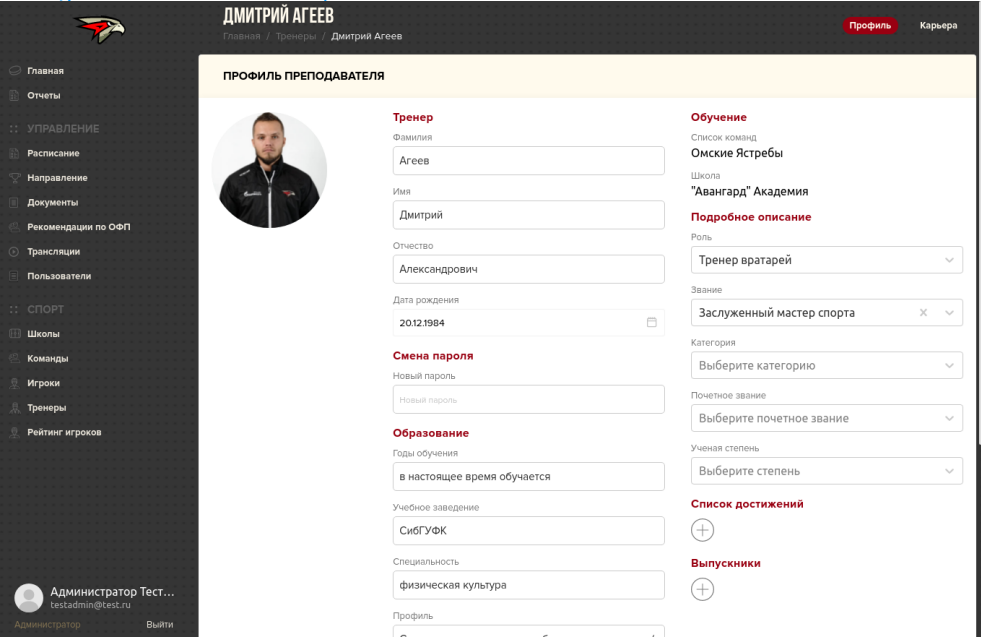 ДМИТРИЙ АГЕЕВ
Главная / Тренеры / Дмитрий Агеев
Профиль
Карьера
Главная
Отчеты
УПРАВЛЕНИЕ
Расписание
Направление
Документы
Рекомендации по ОФП
Трансляции
Пользователи
СПОРТ
Школы
Команды
Игроки
Тренеры
Рейтинг игроков
Администратор Тест...
testadmin@test.ru
Администратор
Выйти
ПРОФИЛЬ ПРЕПОДАВАТЕЛЯ
Тренер
Фамилия
Агеев
Имя
Дмитрий
Отчество
Александрович
Дата рождения
20.12.1984
Смена пароля
Новый пароль
Новый пароль
Образование
Годы обучения
в настоящее время обучается
Учебное заведение
СибГУФК
Специальность
физическая культура
Профиль
Обучение
Список команд
Омские Ястребы
Школа
"Авангард" Академия
Подробное описание
Роль
Тренер вратарей
Звание
Заслуженный мастер спорта
Категория
Выберите категорию
Почетное звание
Выберите почетное звание
Ученая степень
Выберите степень
Список достижений
Выпускники